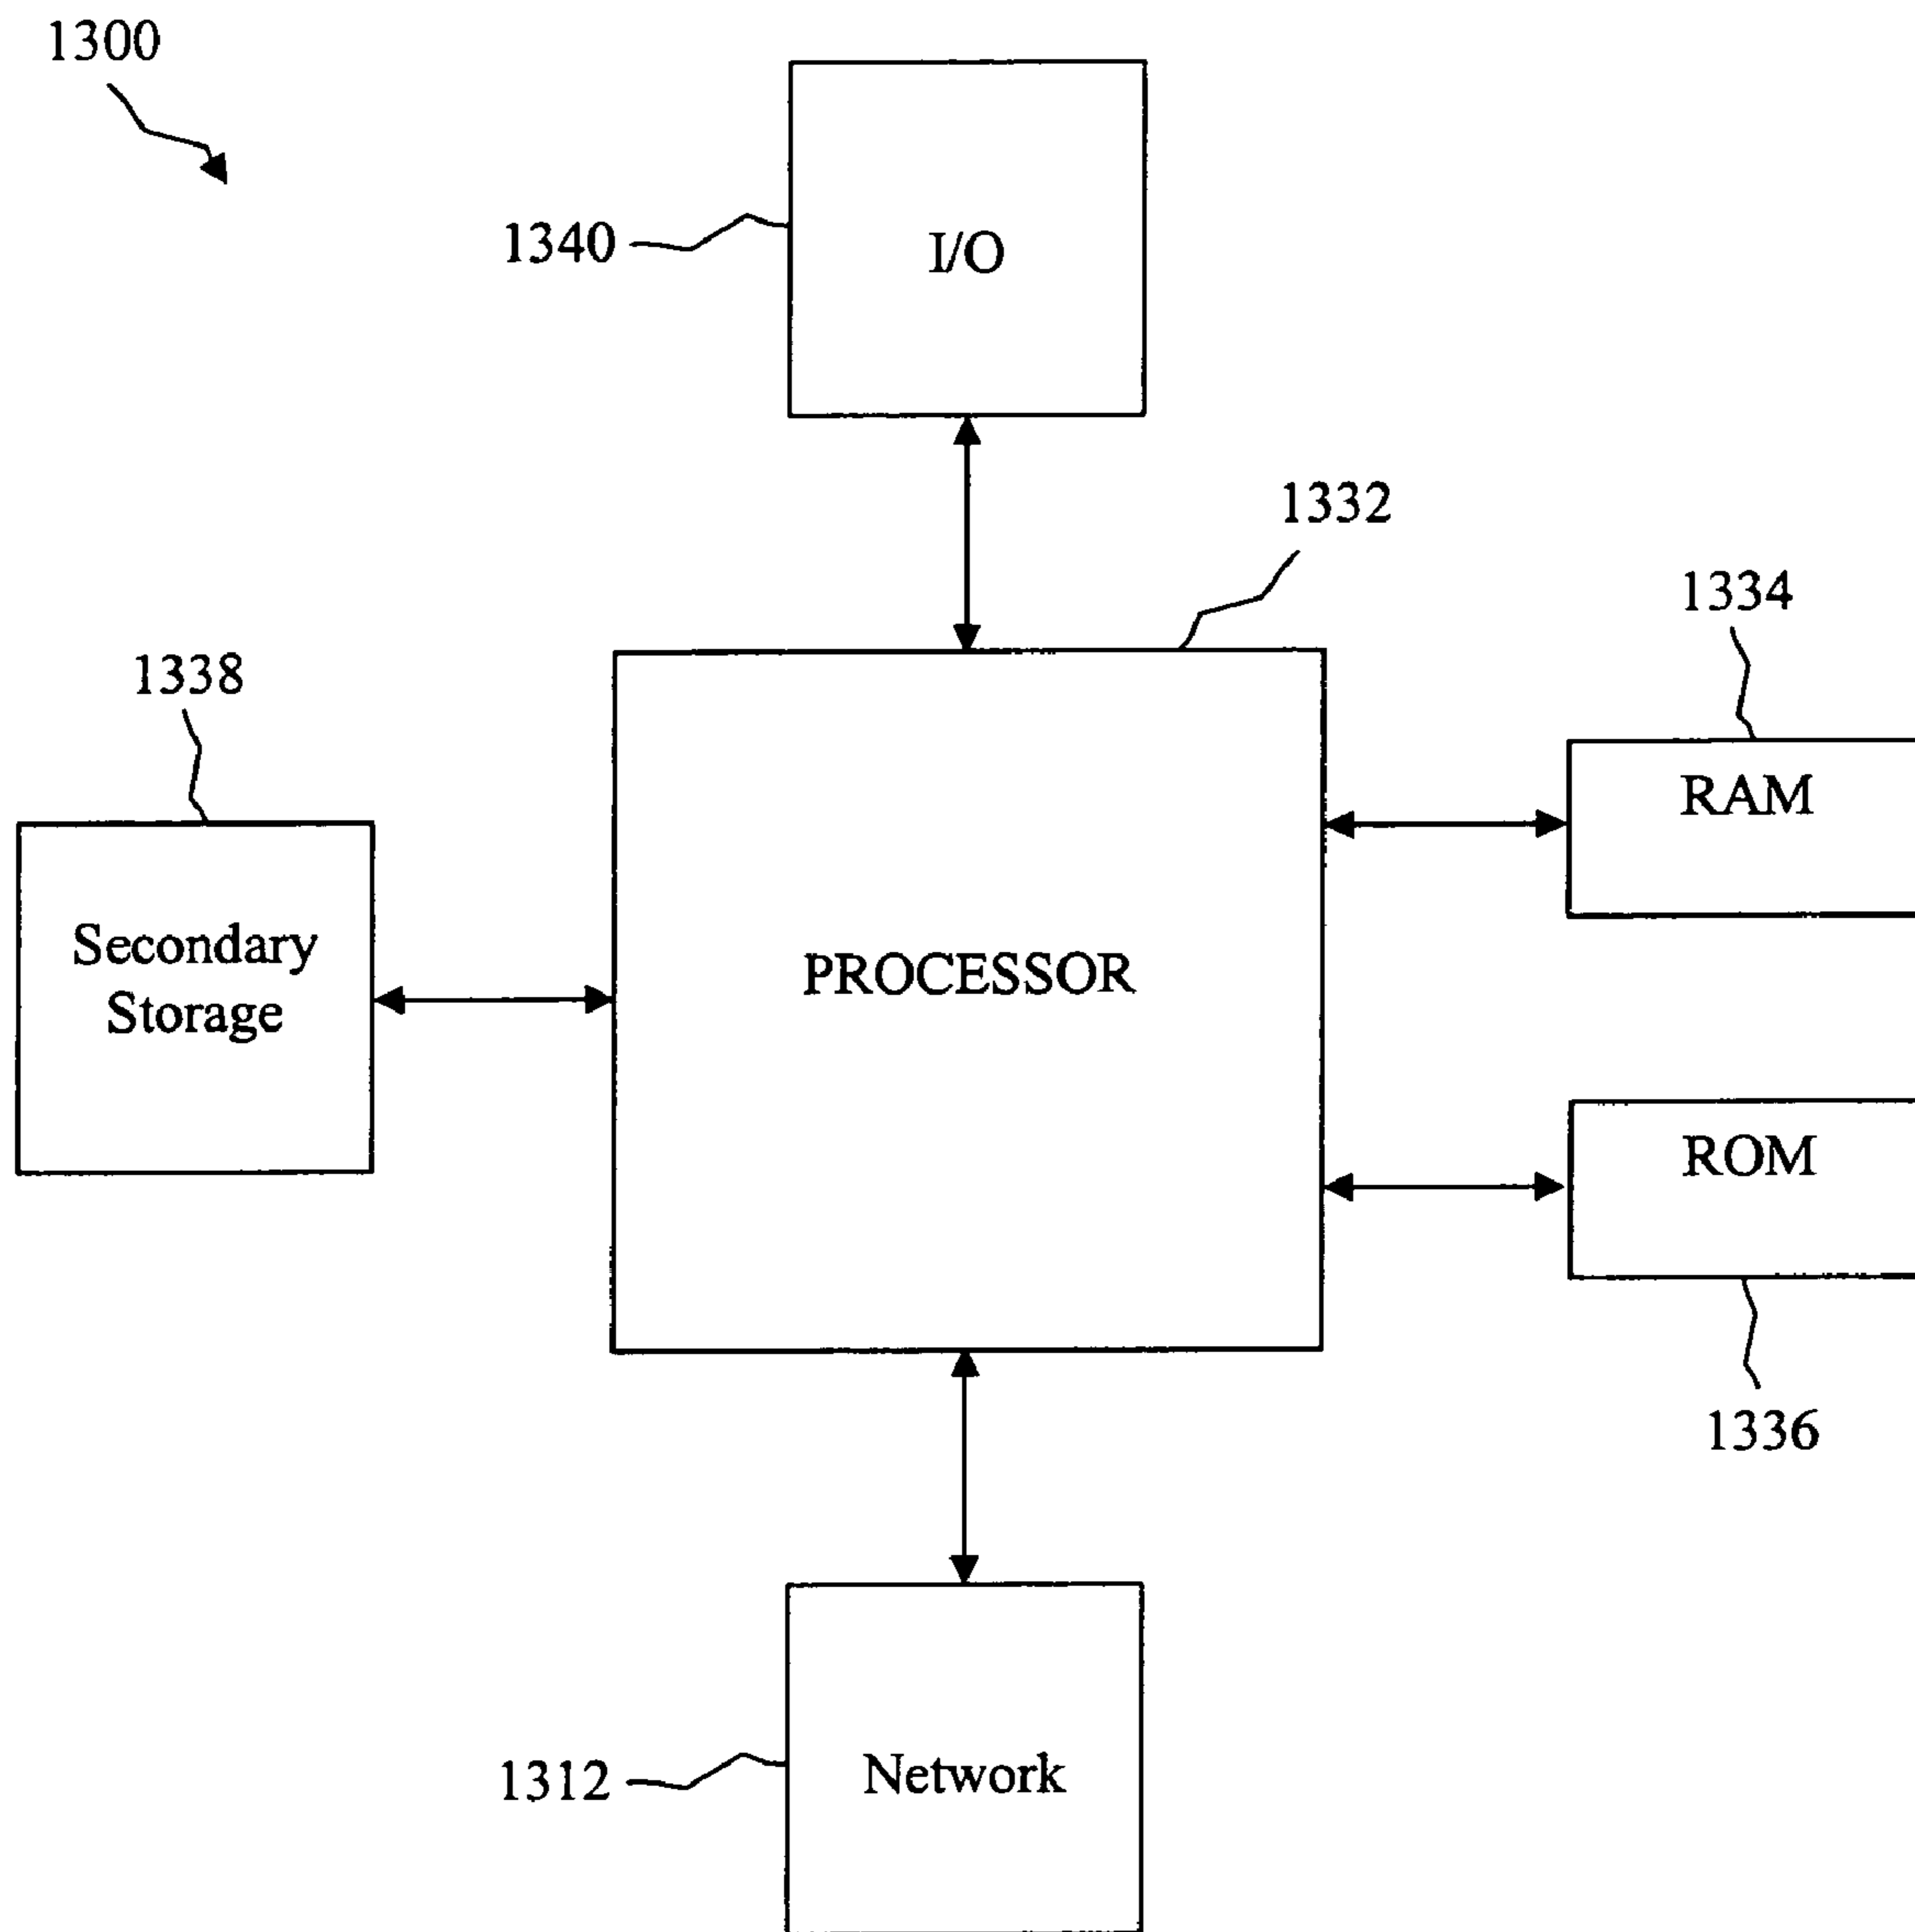 1300
1340
I/O
1332
1334
1338
RAM
Secondary
Storage
PROCESSOR
ROM
1336
1312
Network